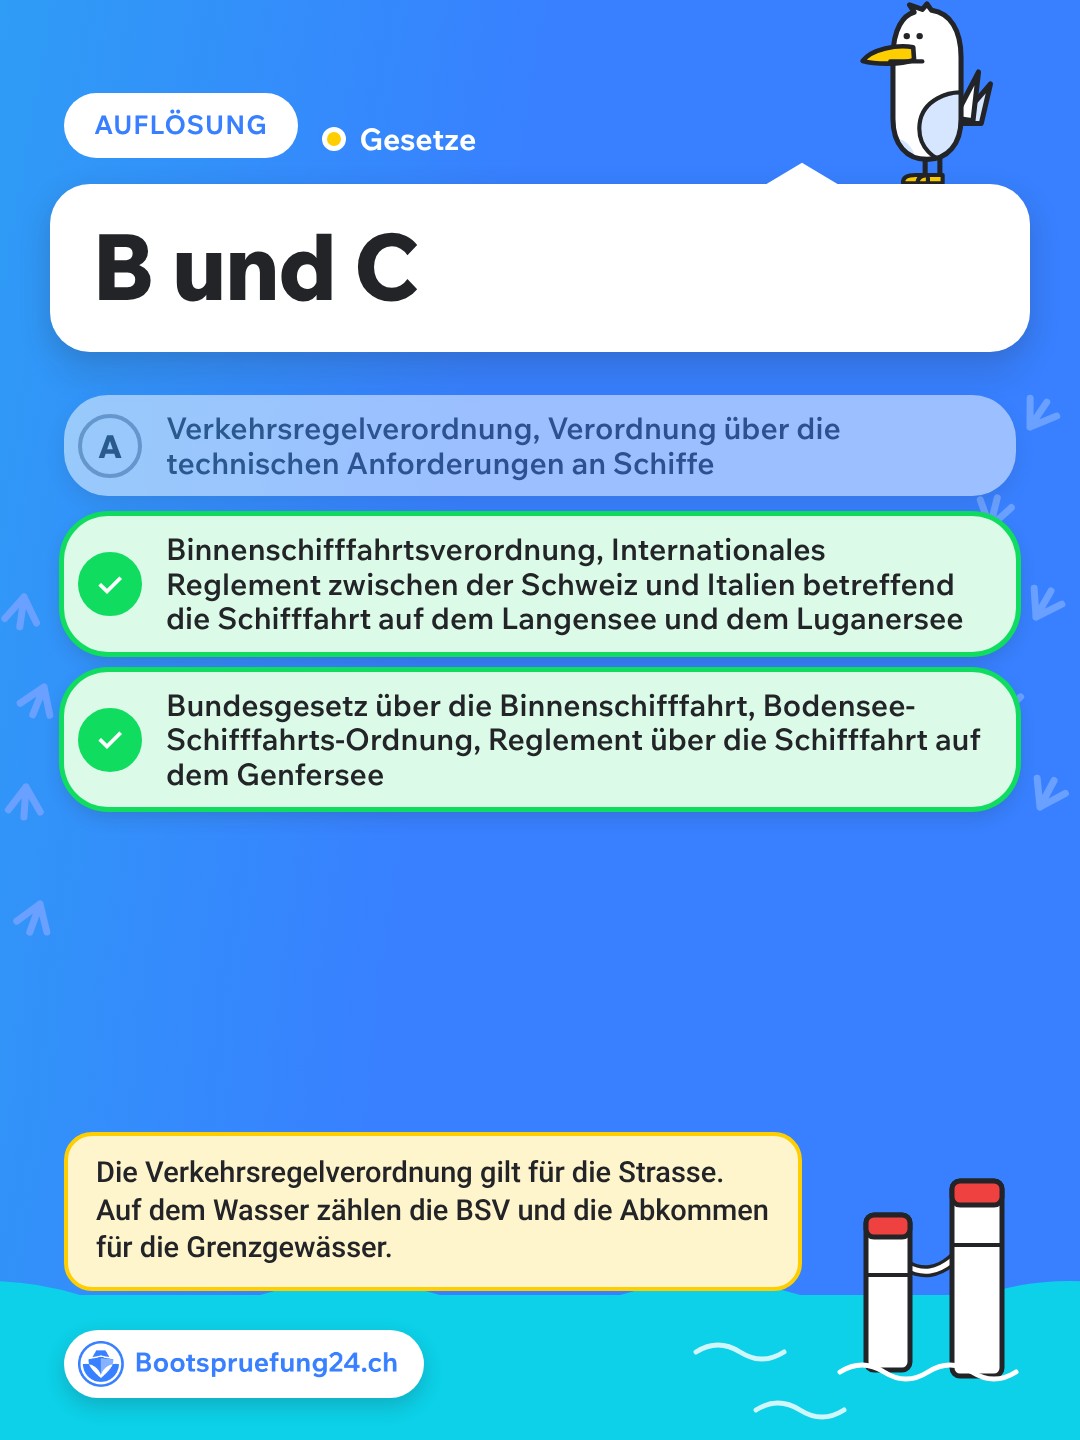 AUFLÖSUNG
Gesetze
B und C
A
Verkehrsregelverordnung, Verordnung über die
technischen Anforderungen an Schiffe
Binnenschifffahrtsverordnung, Internationales
Reglement zwischen der Schweiz und Italien betreffend
die Schifffahrt auf dem Langensee und dem Luganersee
Bundesgesetz über die Binnenschifffahrt, Bodensee-
Schifffahrts-Ordnung, Reglement über die Schifffahrt auf
dem Genfersee
Die Verkehrsregelverordnung gilt für die Strasse.
Auf dem Wasser zählen die BSV und die Abkommen
für die Grenzgewässer.
Bootspruefung24.ch